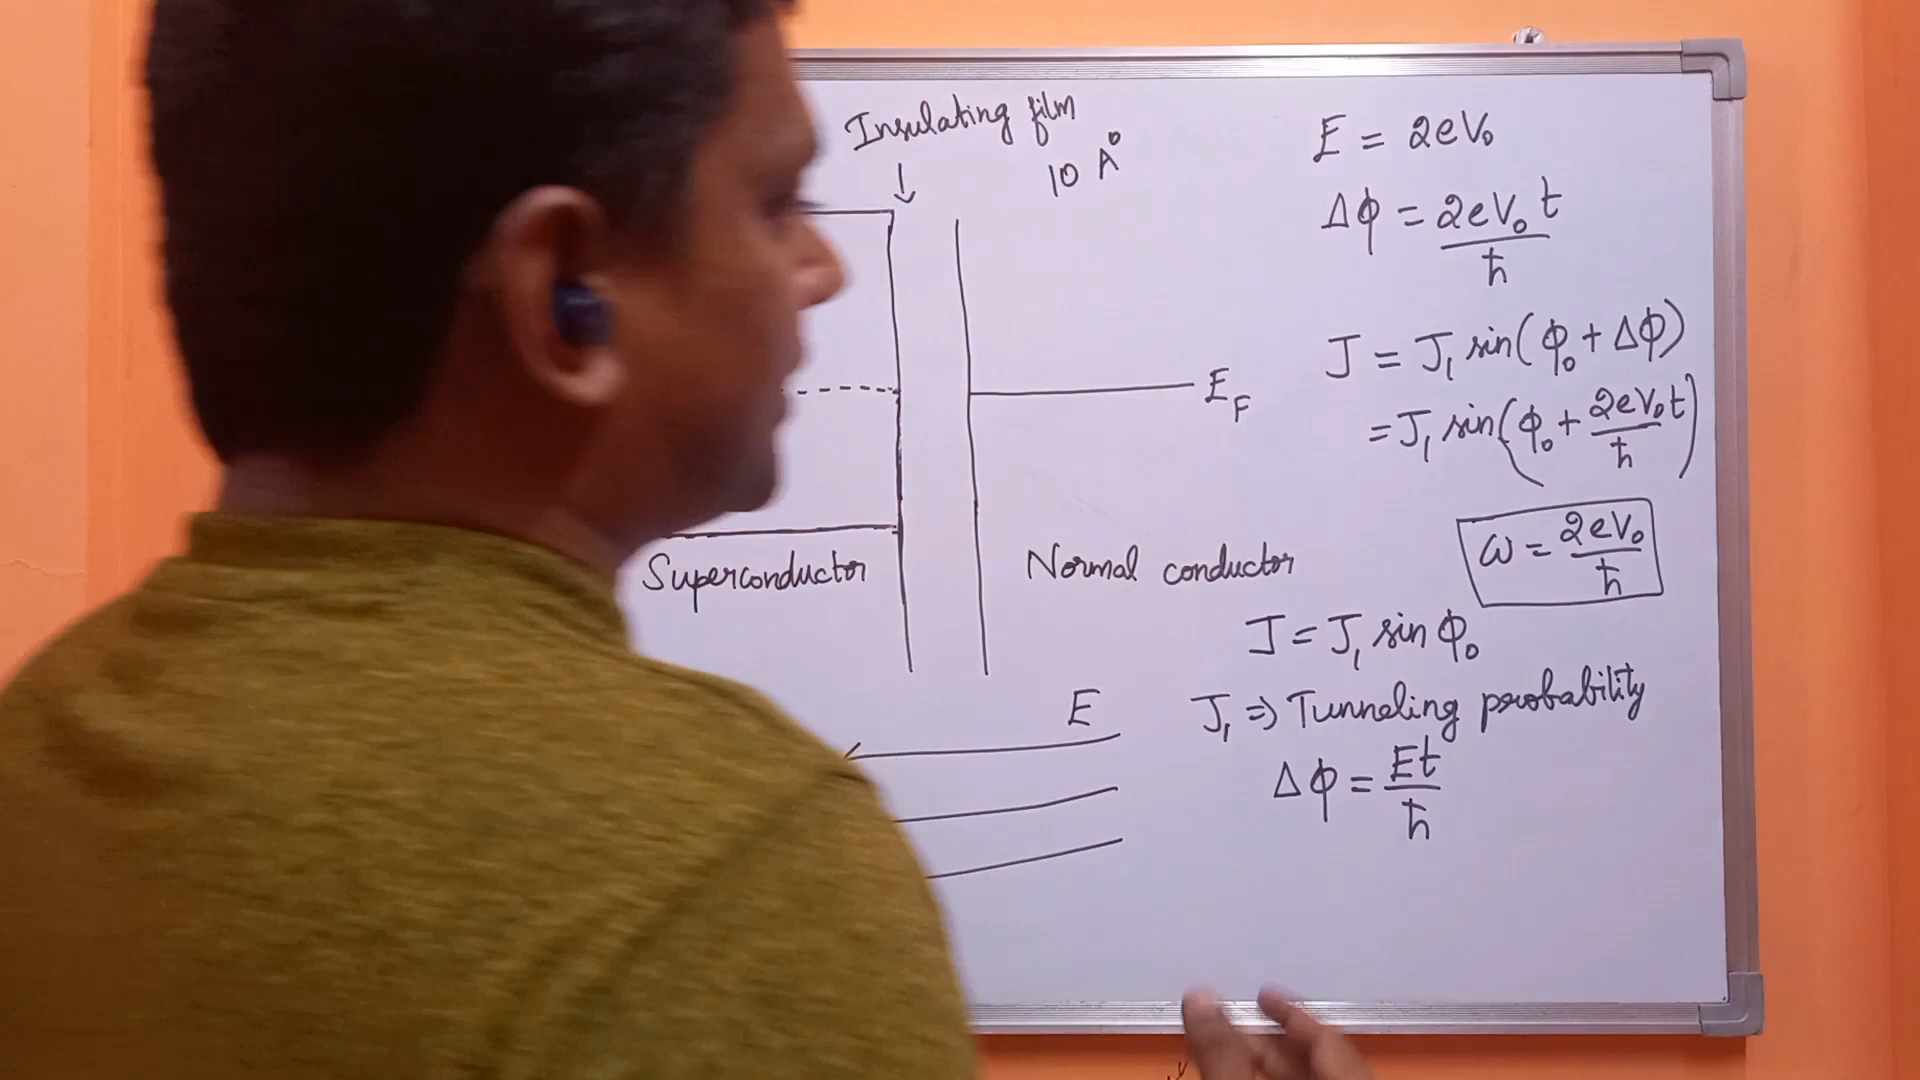 Insulating film
10 A°
E_F
Superconductor
Normal conductor
E
E = 2eV₀
Δϕ = 2eV₀t / ħ
J = J₁ sin(ϕ₀ + Δϕ)
= J₁ sin(ϕ₀ + 2eV₀t / ħ)
ω = 2eV₀ / ħ
J = J₁ sin ϕ₀
J₁ ⇒ Tunneling probability
Δϕ = Et / ħ